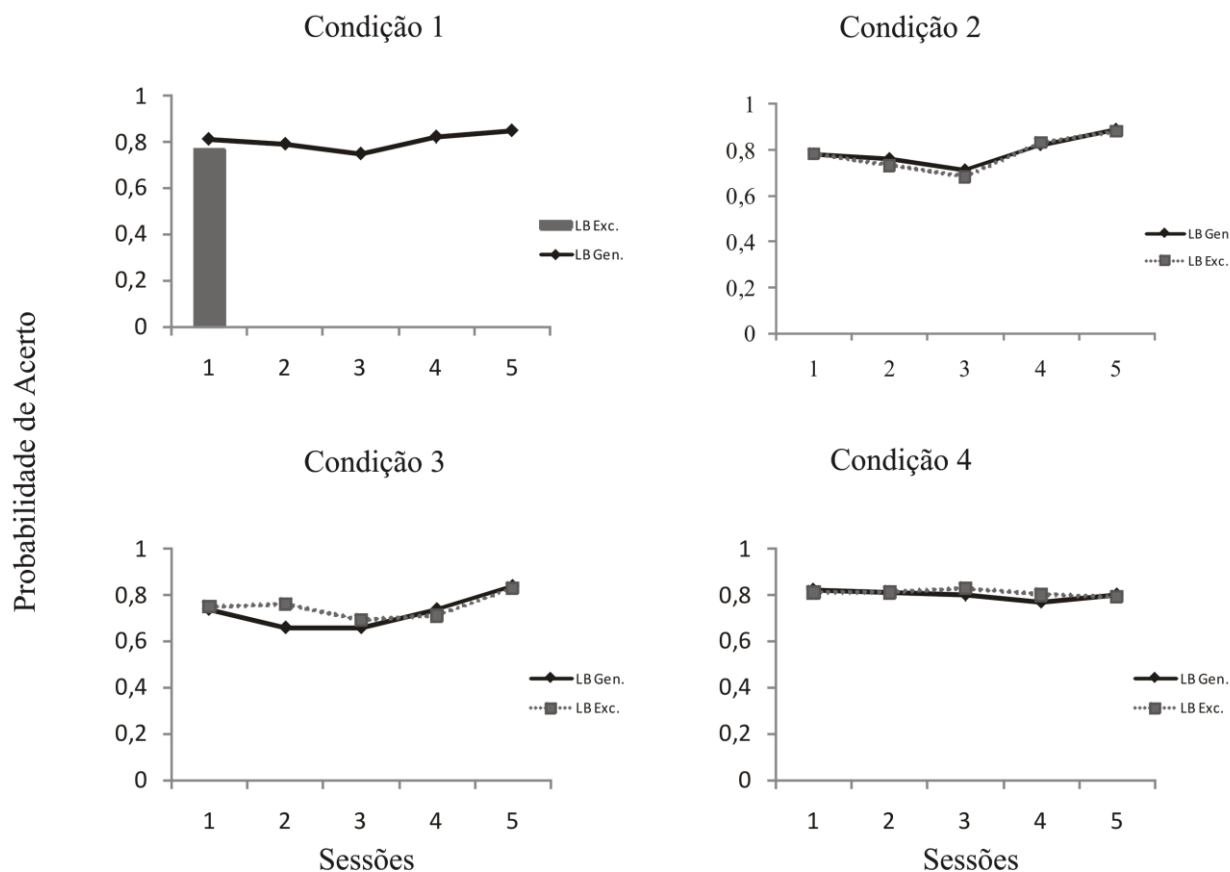 Condição 1
1
0,8
0,6
0,4
0,2
0
1 2 3 4 5
LB Exc.
LB Gen.
Condição 2
1
0,8
0,6
0,4
0,2
0
1 2 3 4 5
LB Gen
LB Exc.
Probabilidade de Acerto
Condição 3
1
0,8
0,6
0,4
0,2
0
1 2 3 4 5
LB Gen.
LB Exc.
Sessões
Condição 4
1
0,8
0,6
0,4
0,2
0
1 2 3 4 5
LB Gen.
LB Exc.
Sessões